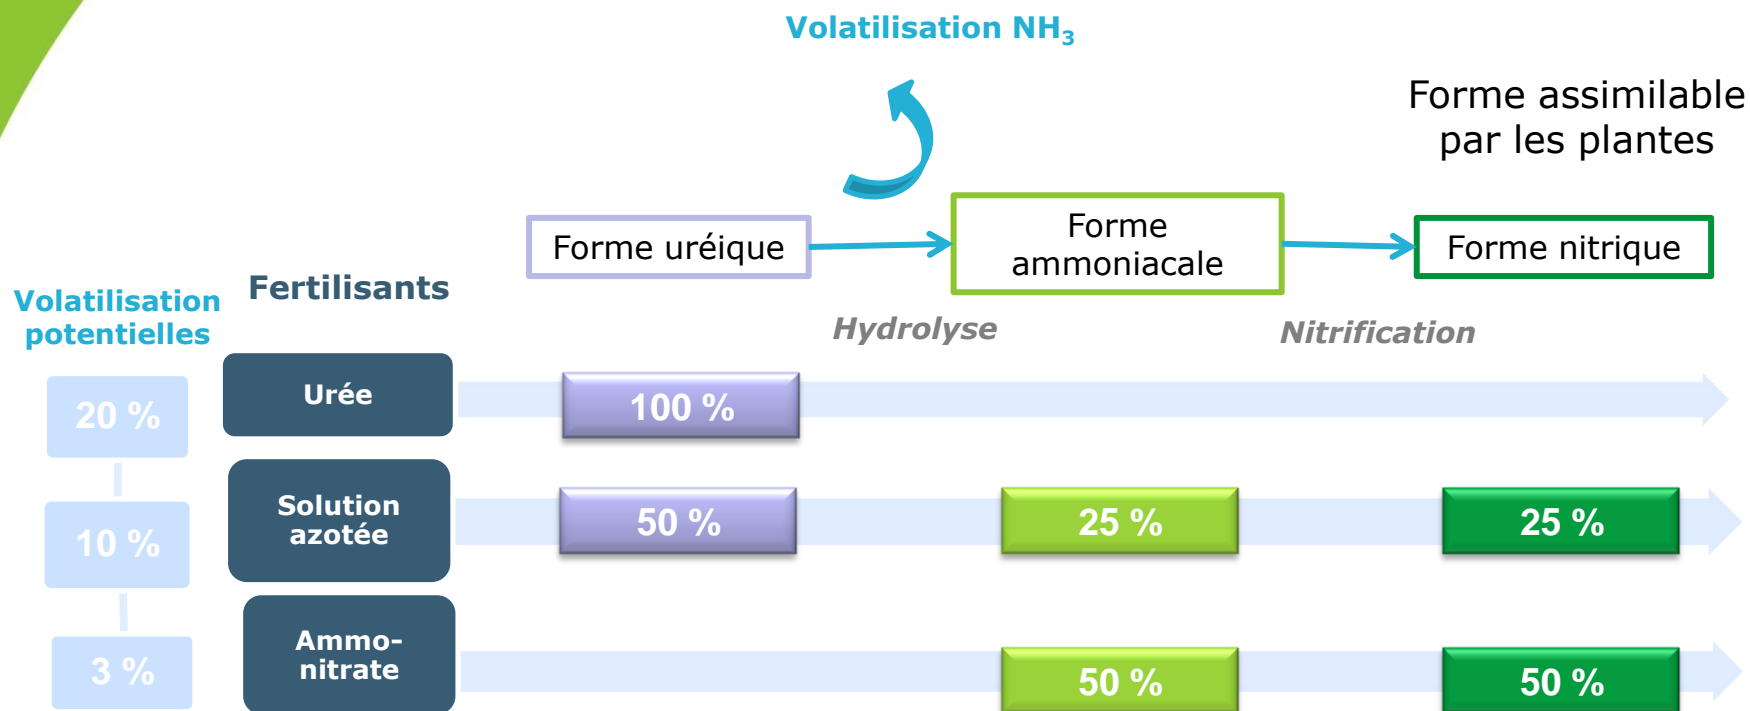 Volatilisation NH₃
Forme assimilable
par les plantes
Forme uréique
Forme
ammoniacale
Forme nitrique
Volatilisation
potentielles
Fertilisants
Hydrolyse
Nitrification
20 %
Urée
100 %
10 %
Solution
azotée
50 %
25 %
25 %
3 %
Ammo-
nitrate
50 %
50 %